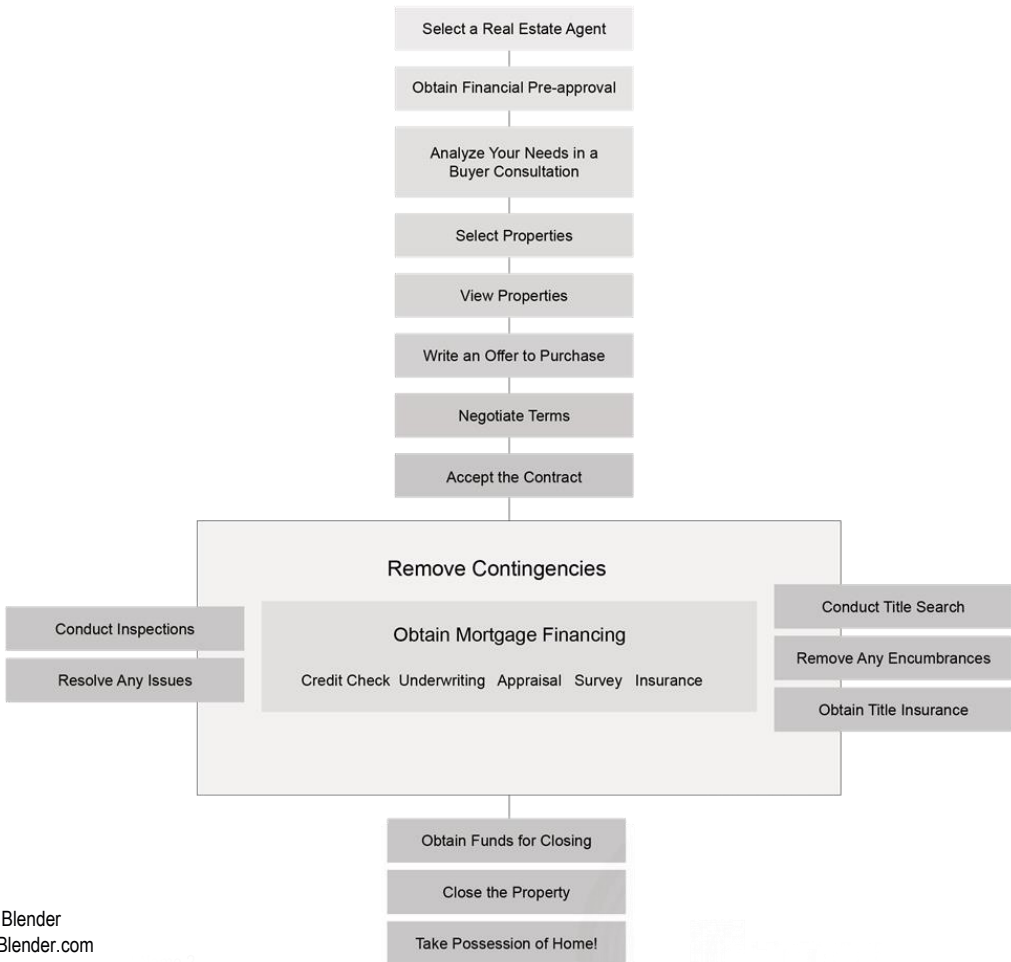 Select a Real Estate Agent
Obtain Financial Pre-approval
Analyze Your Needs in a
Buyer Consultation
Select Properties
View Properties
Write an Offer to Purchase
Negotiate Terms
Accept the Contract
Remove Contingencies
Conduct Inspections
Resolve Any Issues
Obtain Mortgage Financing
Credit Check Underwriting Appraisal Survey Insurance
Conduct Title Search
Remove Any Encumbrances
Obtain Title Insurance
Obtain Funds for Closing
Close the Property
Take Possession of Home!
Blender
Blender.com